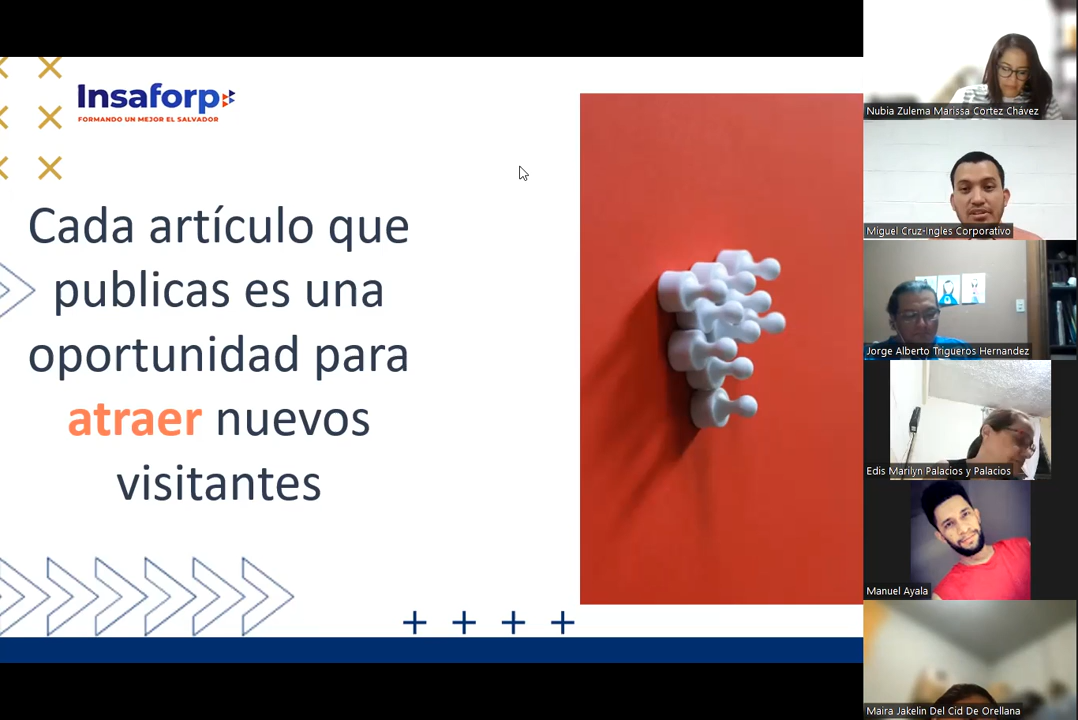 Insaforp
FORMANDO UN MEJOR EL SALVADOR
Cada artículo que
publicas es una
oportunidad para
atraer nuevos
visitantes
Nubia Zulema Marissa Cortez Chávez
Miguel Cruz-ingles Corporativo
Jorge Alberto Trigueros Hernandez
Edis Marilyn Palacios y Palacios
Manuel Ayala
Maira Jakelin Del Cid De Orellana